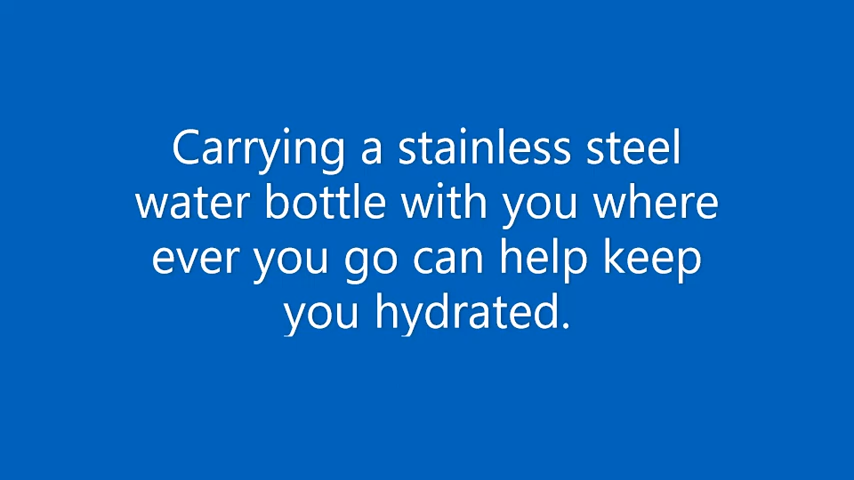 Carrying a stainless steel
water bottle with you where
ever you go can help keep
you hydrated.